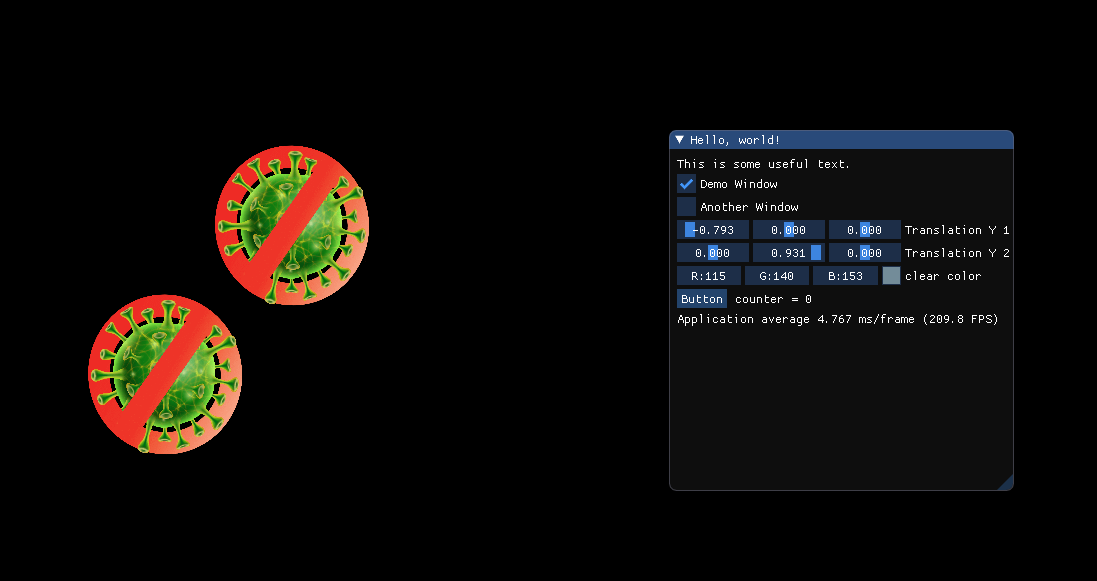 Hello, world!
This is some useful text.
Demo Window
Another Window
-0.793 0.000 0.000 Translation Y 1
0.000 0.931 0.000 Translation Y 2
R:115 G:140 B:153 clear color
Button counter = 0
Application average 4.767 ms/frame (209.8 FPS)